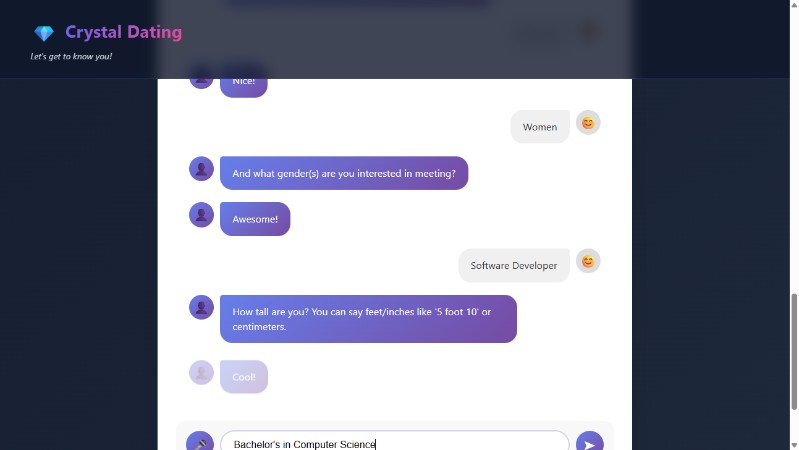 Crystal Dating
Let's get to know you!
Nice!
Women
And what gender(s) are you interested in meeting?
Awesome!
Software Developer
How tall are you? You can say feet/inches like '5 foot 10' or
centimeters.
Cool!
Bachelor's in Computer Science